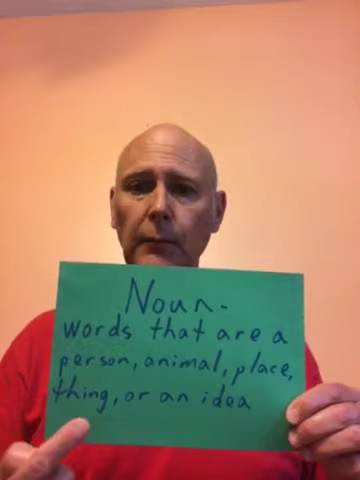 Noun-
words that are a
person, animal, place,
thing, or an idea